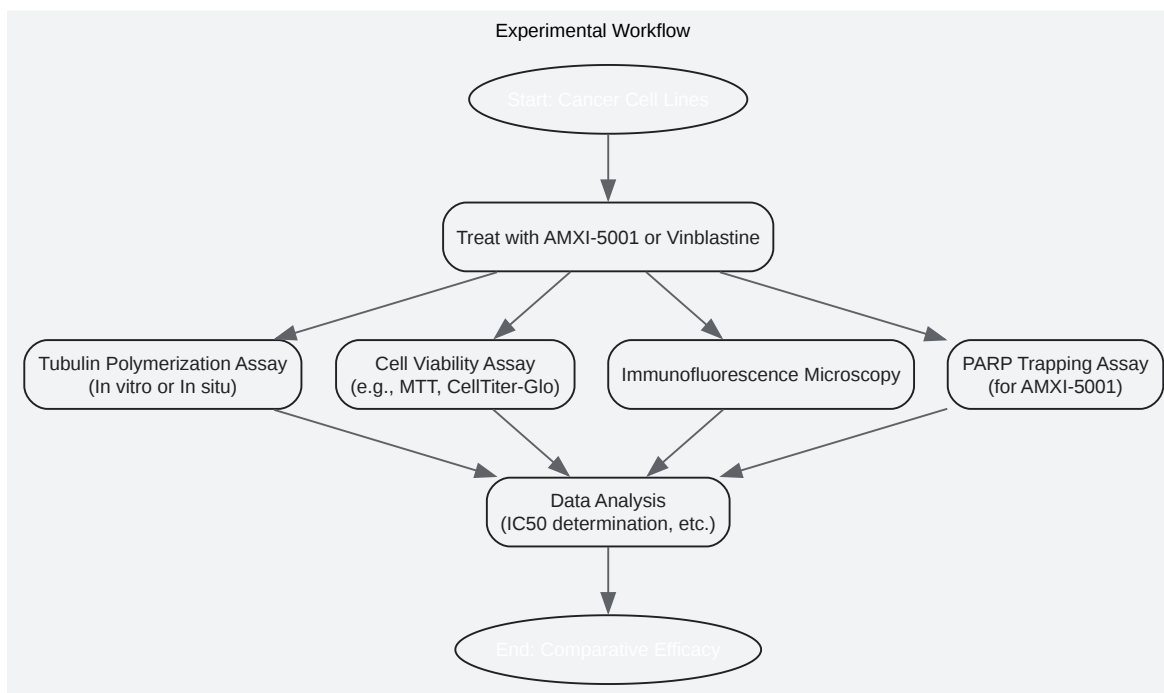 Experimental Workflow
Start: Cancer Cell Lines
Treat with AMXI-5001 or Vinblastine
Tubulin Polymerization Assay
(In vitro or In situ)
Cell Viability Assay
(e.g., MTT, CellTiter-Glo)
Immunofluorescence Microscopy
PARP Trapping Assay
(for AMXI-5001)
Data Analysis
(IC50 determination, etc.)
End: Comparative Efficacy